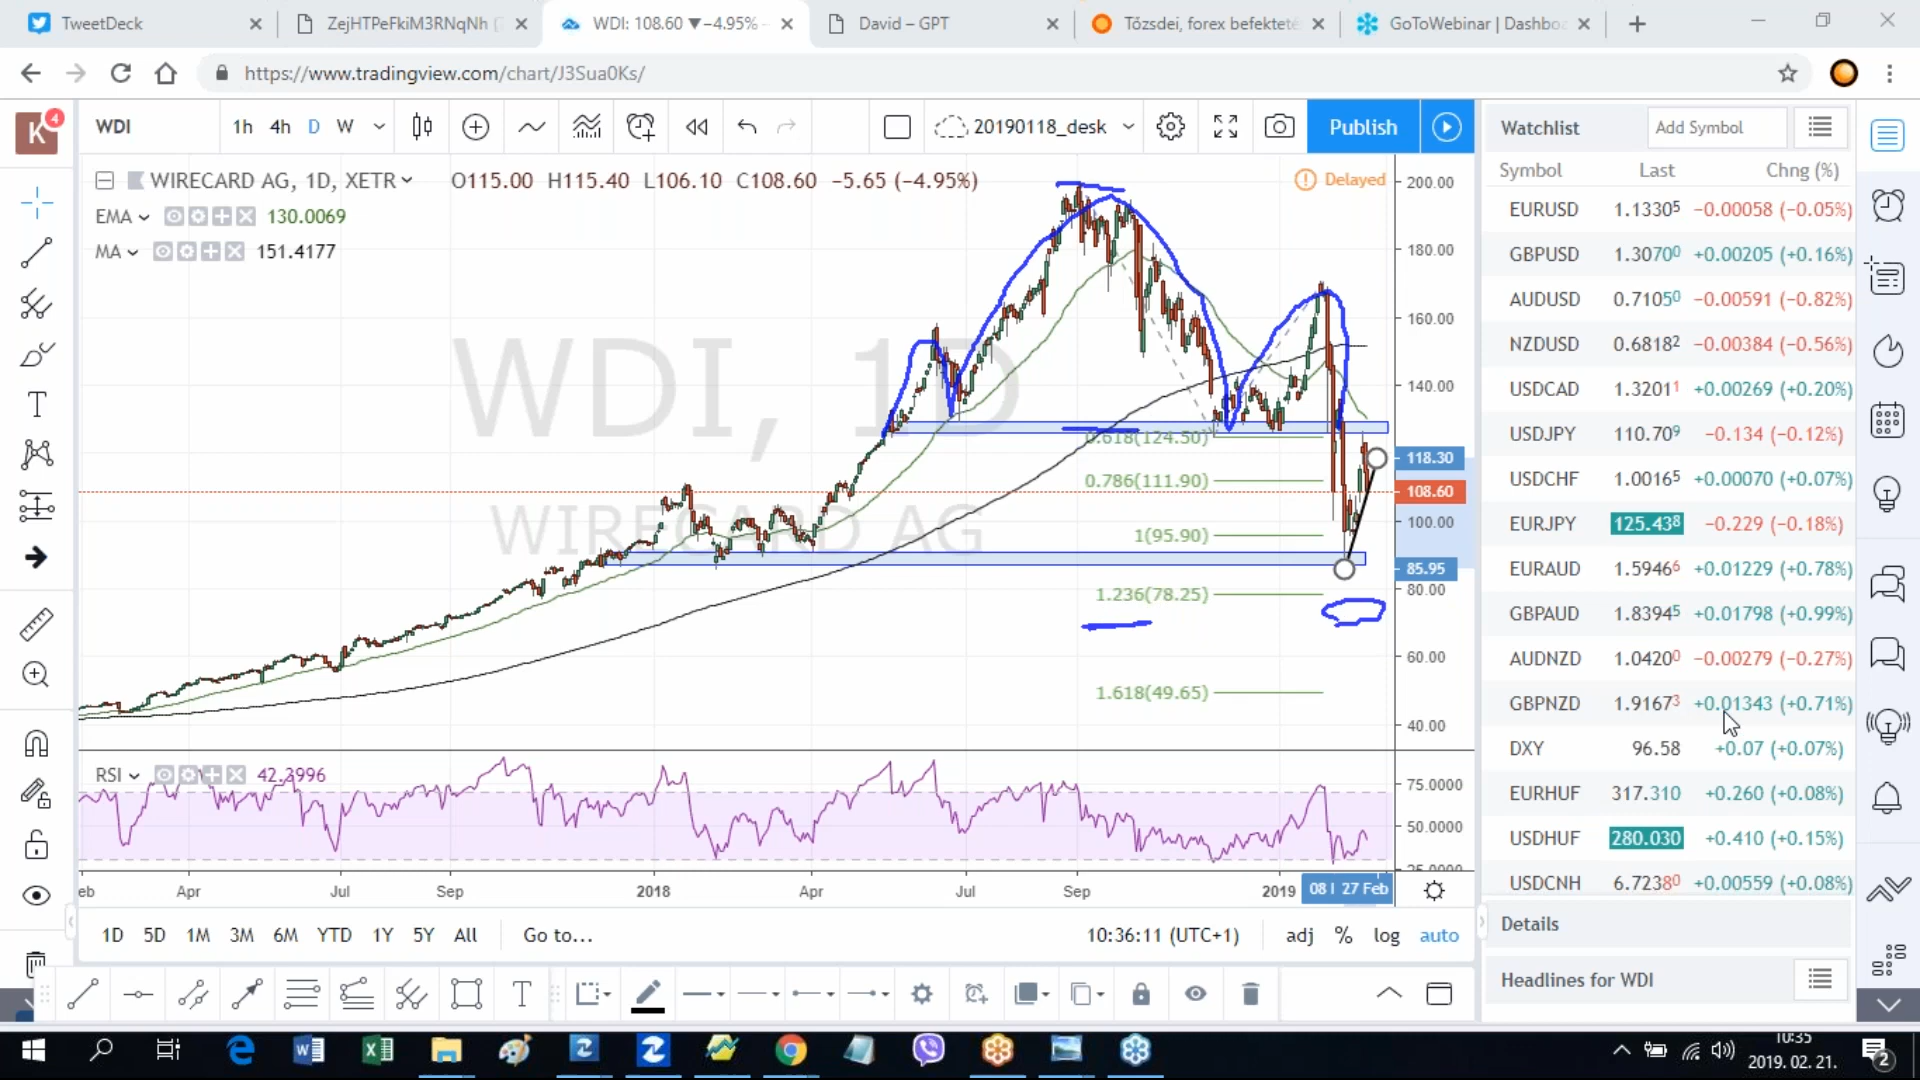 TweetDeck
ZejHTPeFkiM3RNqNh
WDI: 108.60 ▼−4.95%
David – GPT
Tőzsdei, forex befekteté
GoToWebinar | Dashbo
https://www.tradingview.com/chart/J3Sua0Ks/
K 4
WDI
1h 4h D W
20190118_desk
Publish
WIRECARD AG, 1D, XETR O115.00 H115.40 L106.10 C108.60 −5.65 (−4.95%)
Delayed
EMA 130.0069
MA 151.4177
WDI, 1D
WIRECARD AG
0.618(124.50)
0.786(111.90)
1(95.90)
1.236(78.25)
1.618(49.65)
200.00
180.00
160.00
140.00
118.30
108.60
100.00
85.95
80.00
60.00
40.00
RSI 42.3996
75.0000
50.0000
25.0000
eb Apr Jul Sep 2018 Apr Jul Sep 2019 08 27 Feb
1D 5D 1M 3M 6M YTD 1Y 5Y All Go to... 10:36:11 (UTC+1) adj % log auto
Watchlist Add Symbol
Symbol Last Chng (%)
EURUSD 1.13305 −0.00058 (−0.05%)
GBPUSD 1.30700 +0.00205 (+0.16%)
AUDUSD 0.71050 −0.00591 (−0.82%)
NZDUSD 0.68182 −0.00384 (−0.56%)
USDCAD 1.32011 +0.00269 (+0.20%)
USDJPY 110.709 −0.134 (−0.12%)
USDCHF 1.00165 +0.00070 (+0.07%)
EURJPY 125.438 −0.229 (−0.18%)
EURAUD 1.59466 +0.01229 (+0.78%)
GBPAUD 1.83945 +0.01798 (+0.99%)
AUDNZD 1.04200 −0.00279 (−0.27%)
GBPNZD 1.91673 +0.01343 (+0.71%)
DXY 96.58 +0.07 (+0.07%)
EURHUF 317.310 +0.260 (+0.08%)
USDHUF 280.030 +0.410 (+0.15%)
USDCNH 6.72380 +0.00559 (+0.08%)
Details
Headlines for WDI
10:35
2019. 02. 21.
2